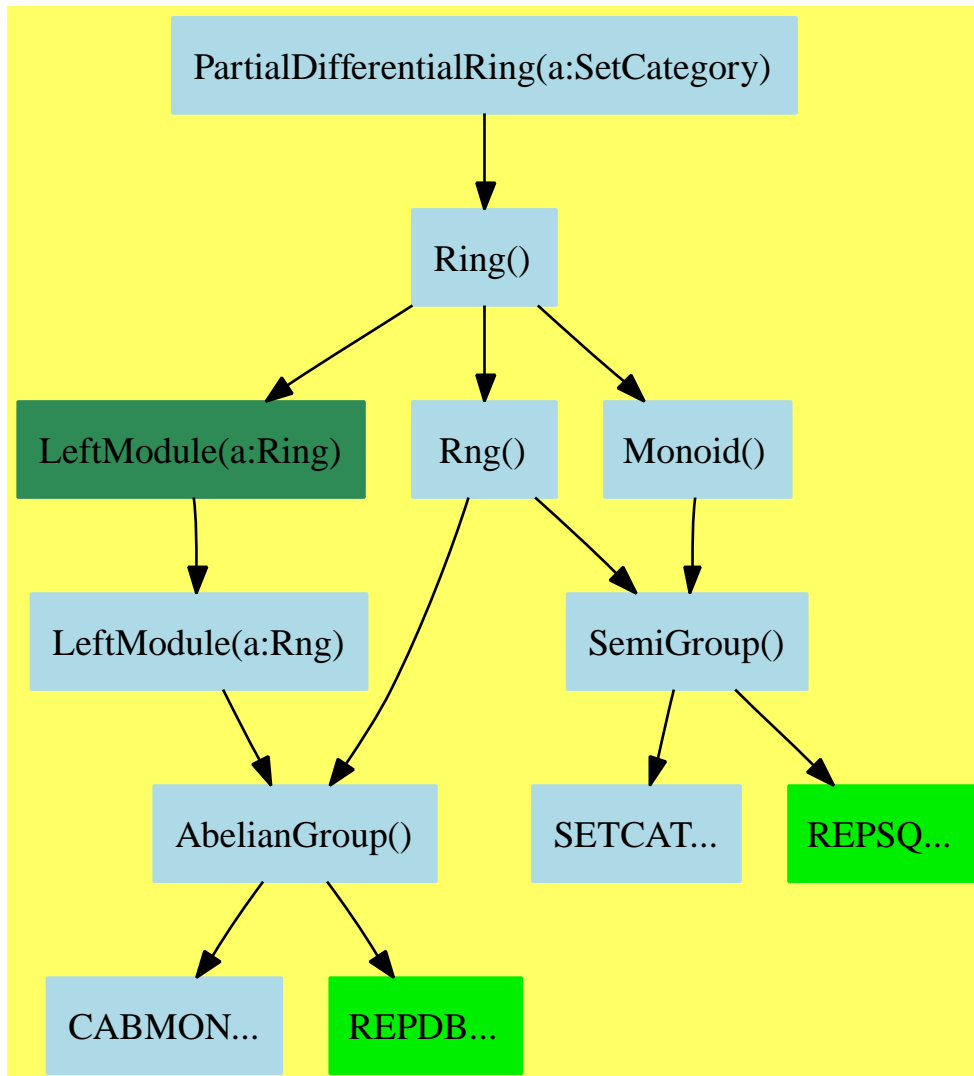 PartialDifferentialRing(a:SetCategory)
Ring()
LeftModule(a:Ring)
Rng()
Monoid()
LeftModule(a:Rng)
SemiGroup()
AbelianGroup()
SETCAT...
REPSQ...
CABMON...
REPDB...